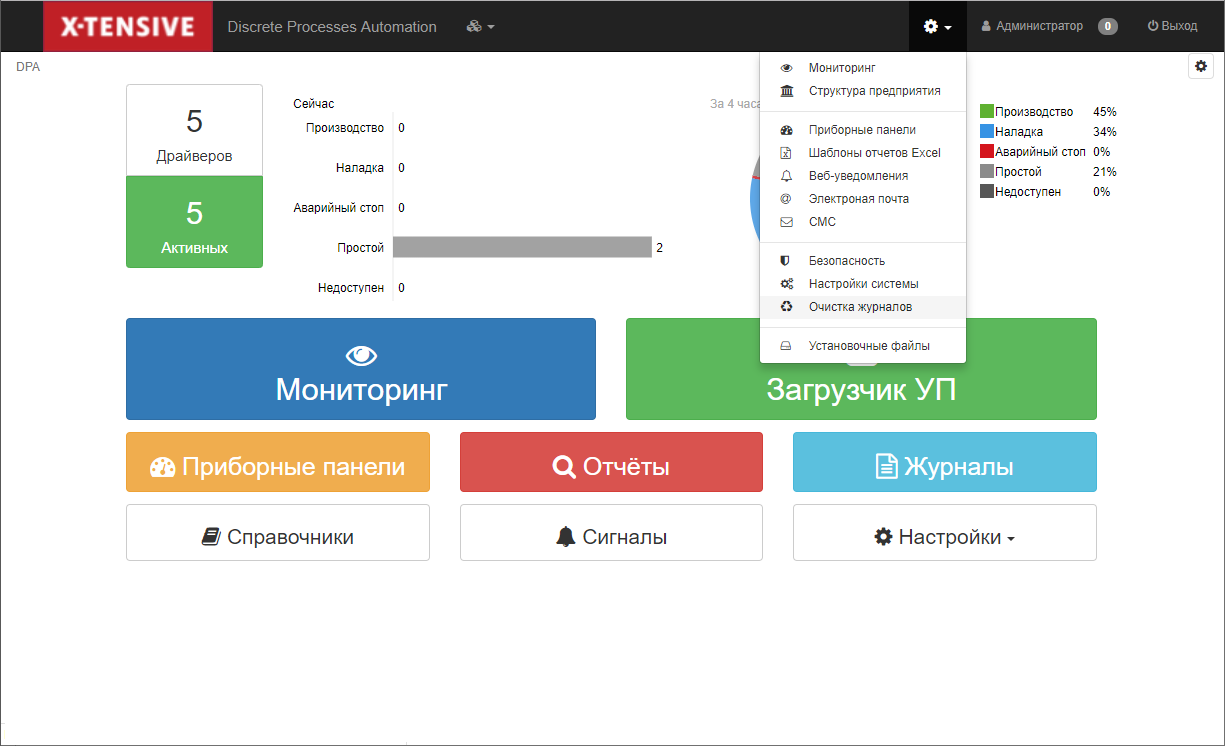 X-TENSIVE
Discrete Processes Automation
Администратор
0
Выход
DPA
5
Драйверов
5
Активных
Сейчас
Производство 0
Наладка 0
Аварийный стоп 0
Простой 2
Недоступен 0
За 4 часа
Производство 45%
Наладка 34%
Аварийный стоп 0%
Простой 21%
Недоступен 0%
Мониторинг
Структура предприятия
Приборные панели
Шаблоны отчетов Excel
Веб-уведомления
Электроная почта
СМС
Безопасность
Настройки системы
Очистка журналов
Установочные файлы
Мониторинг
Загрузчик УП
Приборные панели
Отчёты
Журналы
Справочники
Сигналы
Настройки